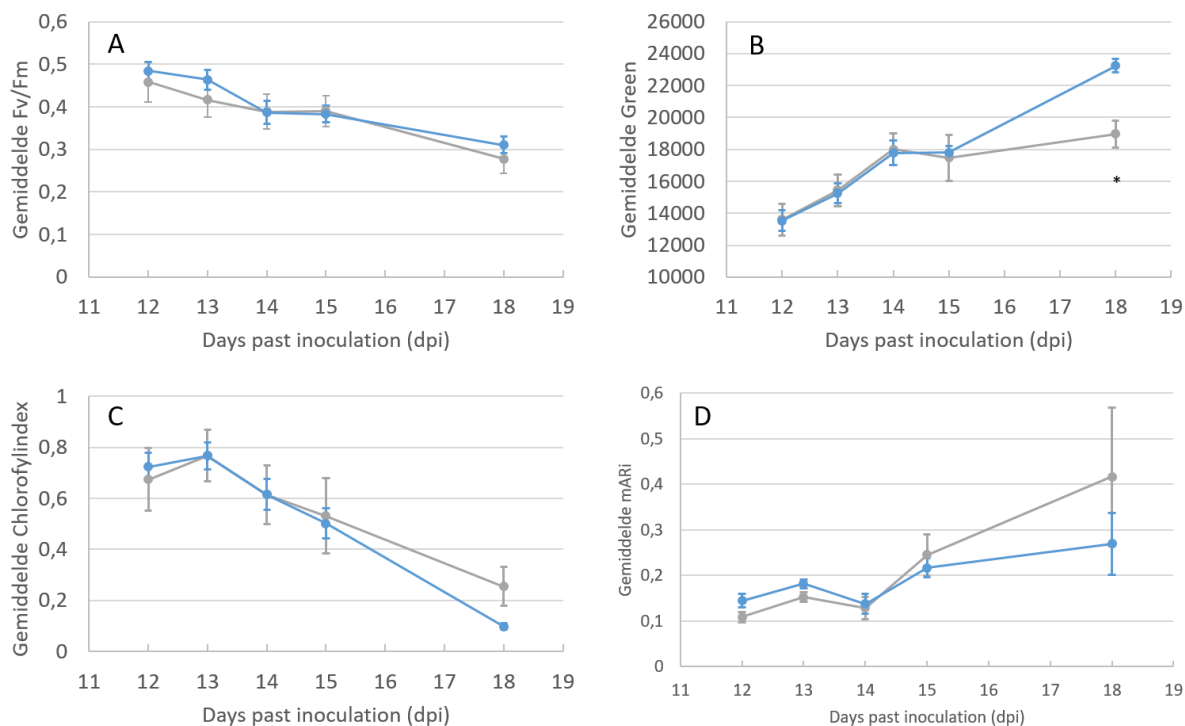 A
Gemiddelde Fv/Fm
0,6
0,5
0,4
0,3
0,2
0,1
0
11 12 13 14 15 16 17 18 19
Days past inoculation (dpi)
B
Gemiddelde Green
26000
24000
22000
20000
18000
16000
14000
12000
10000
*
11 12 13 14 15 16 17 18 19
Days past inoculation (dpi)
C
Gemiddelde Chlorofylindex
1
0,8
0,6
0,4
0,2
0
11 12 13 14 15 16 17 18 19
Days past inoculation (dpi)
D
Gemiddelde mARi
0,6
0,5
0,4
0,3
0,2
0,1
0
11 12 13 14 15 16 17 18 19
Days past inoculation (dpi)